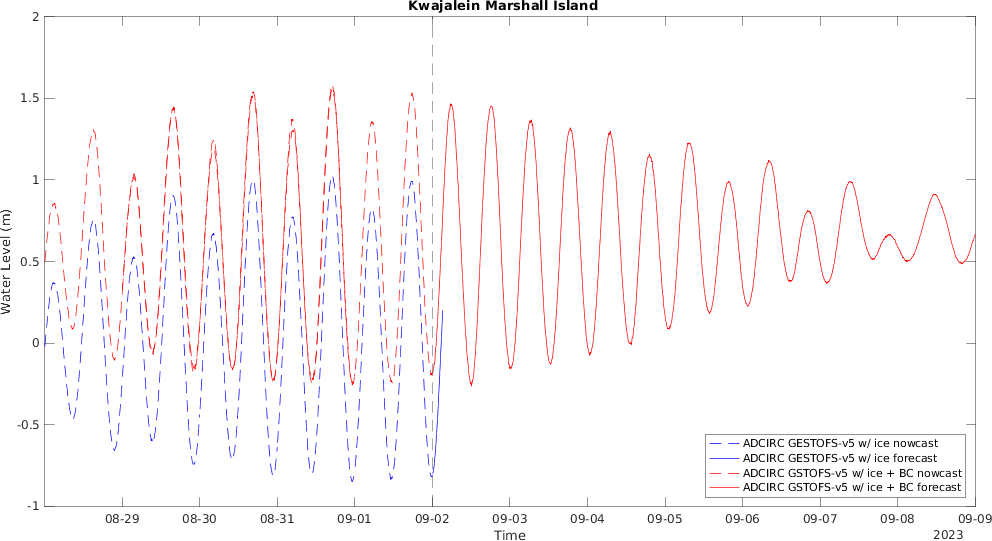 Kwajalein Marshall Island
2
1.5
1
0.5
0
-0.5
-1
Water Level (m)
ADCIRC GESTOFS-v5 w/ ice nowcast
ADCIRC GESTOFS-v5 w/ ice forecast
ADCIRC GSTOFS-v5 w/ ice + BC nowcast
ADCIRC GSTOFS-v5 w/ ice + BC forecast
08-29 08-30 08-31 09-01 09-02 09-03 09-04 09-05 09-06 09-07 09-08 09-09
Time
2023